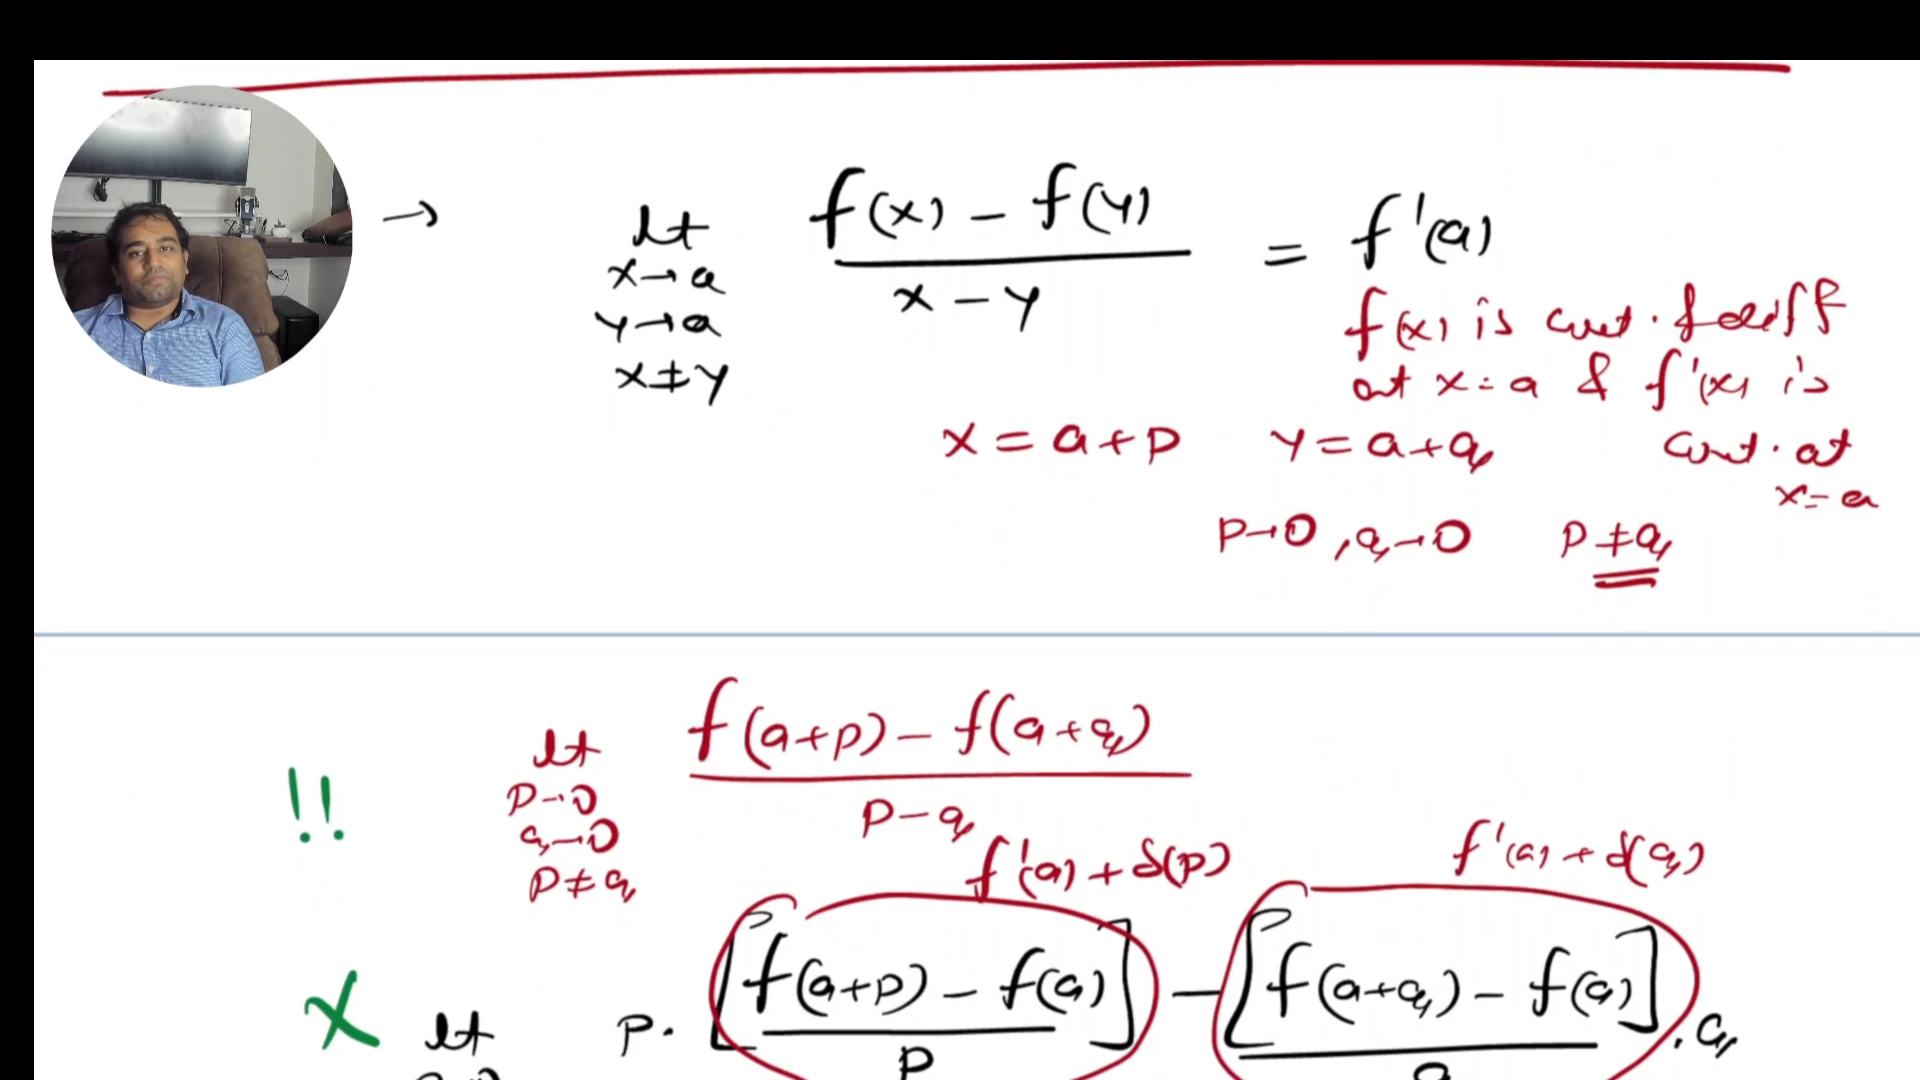 → lt f(x) - f(y) = f'(a)
x→a x - y
y→a
x≠y
f(x) is cont. & diff
at x=a & f'(x) is
cont. at
x=a
x = a+p y = a+q
p→0, q→0 p≠q
!! lt f(a+p) - f(a+q)
p→0 p-q
q→0
p≠q
f'(a) + δ(p) f'(a) + δ(q)
X lt p. [f(a+p) - f(a)] - [f(a+q) - f(a)] .q
p q